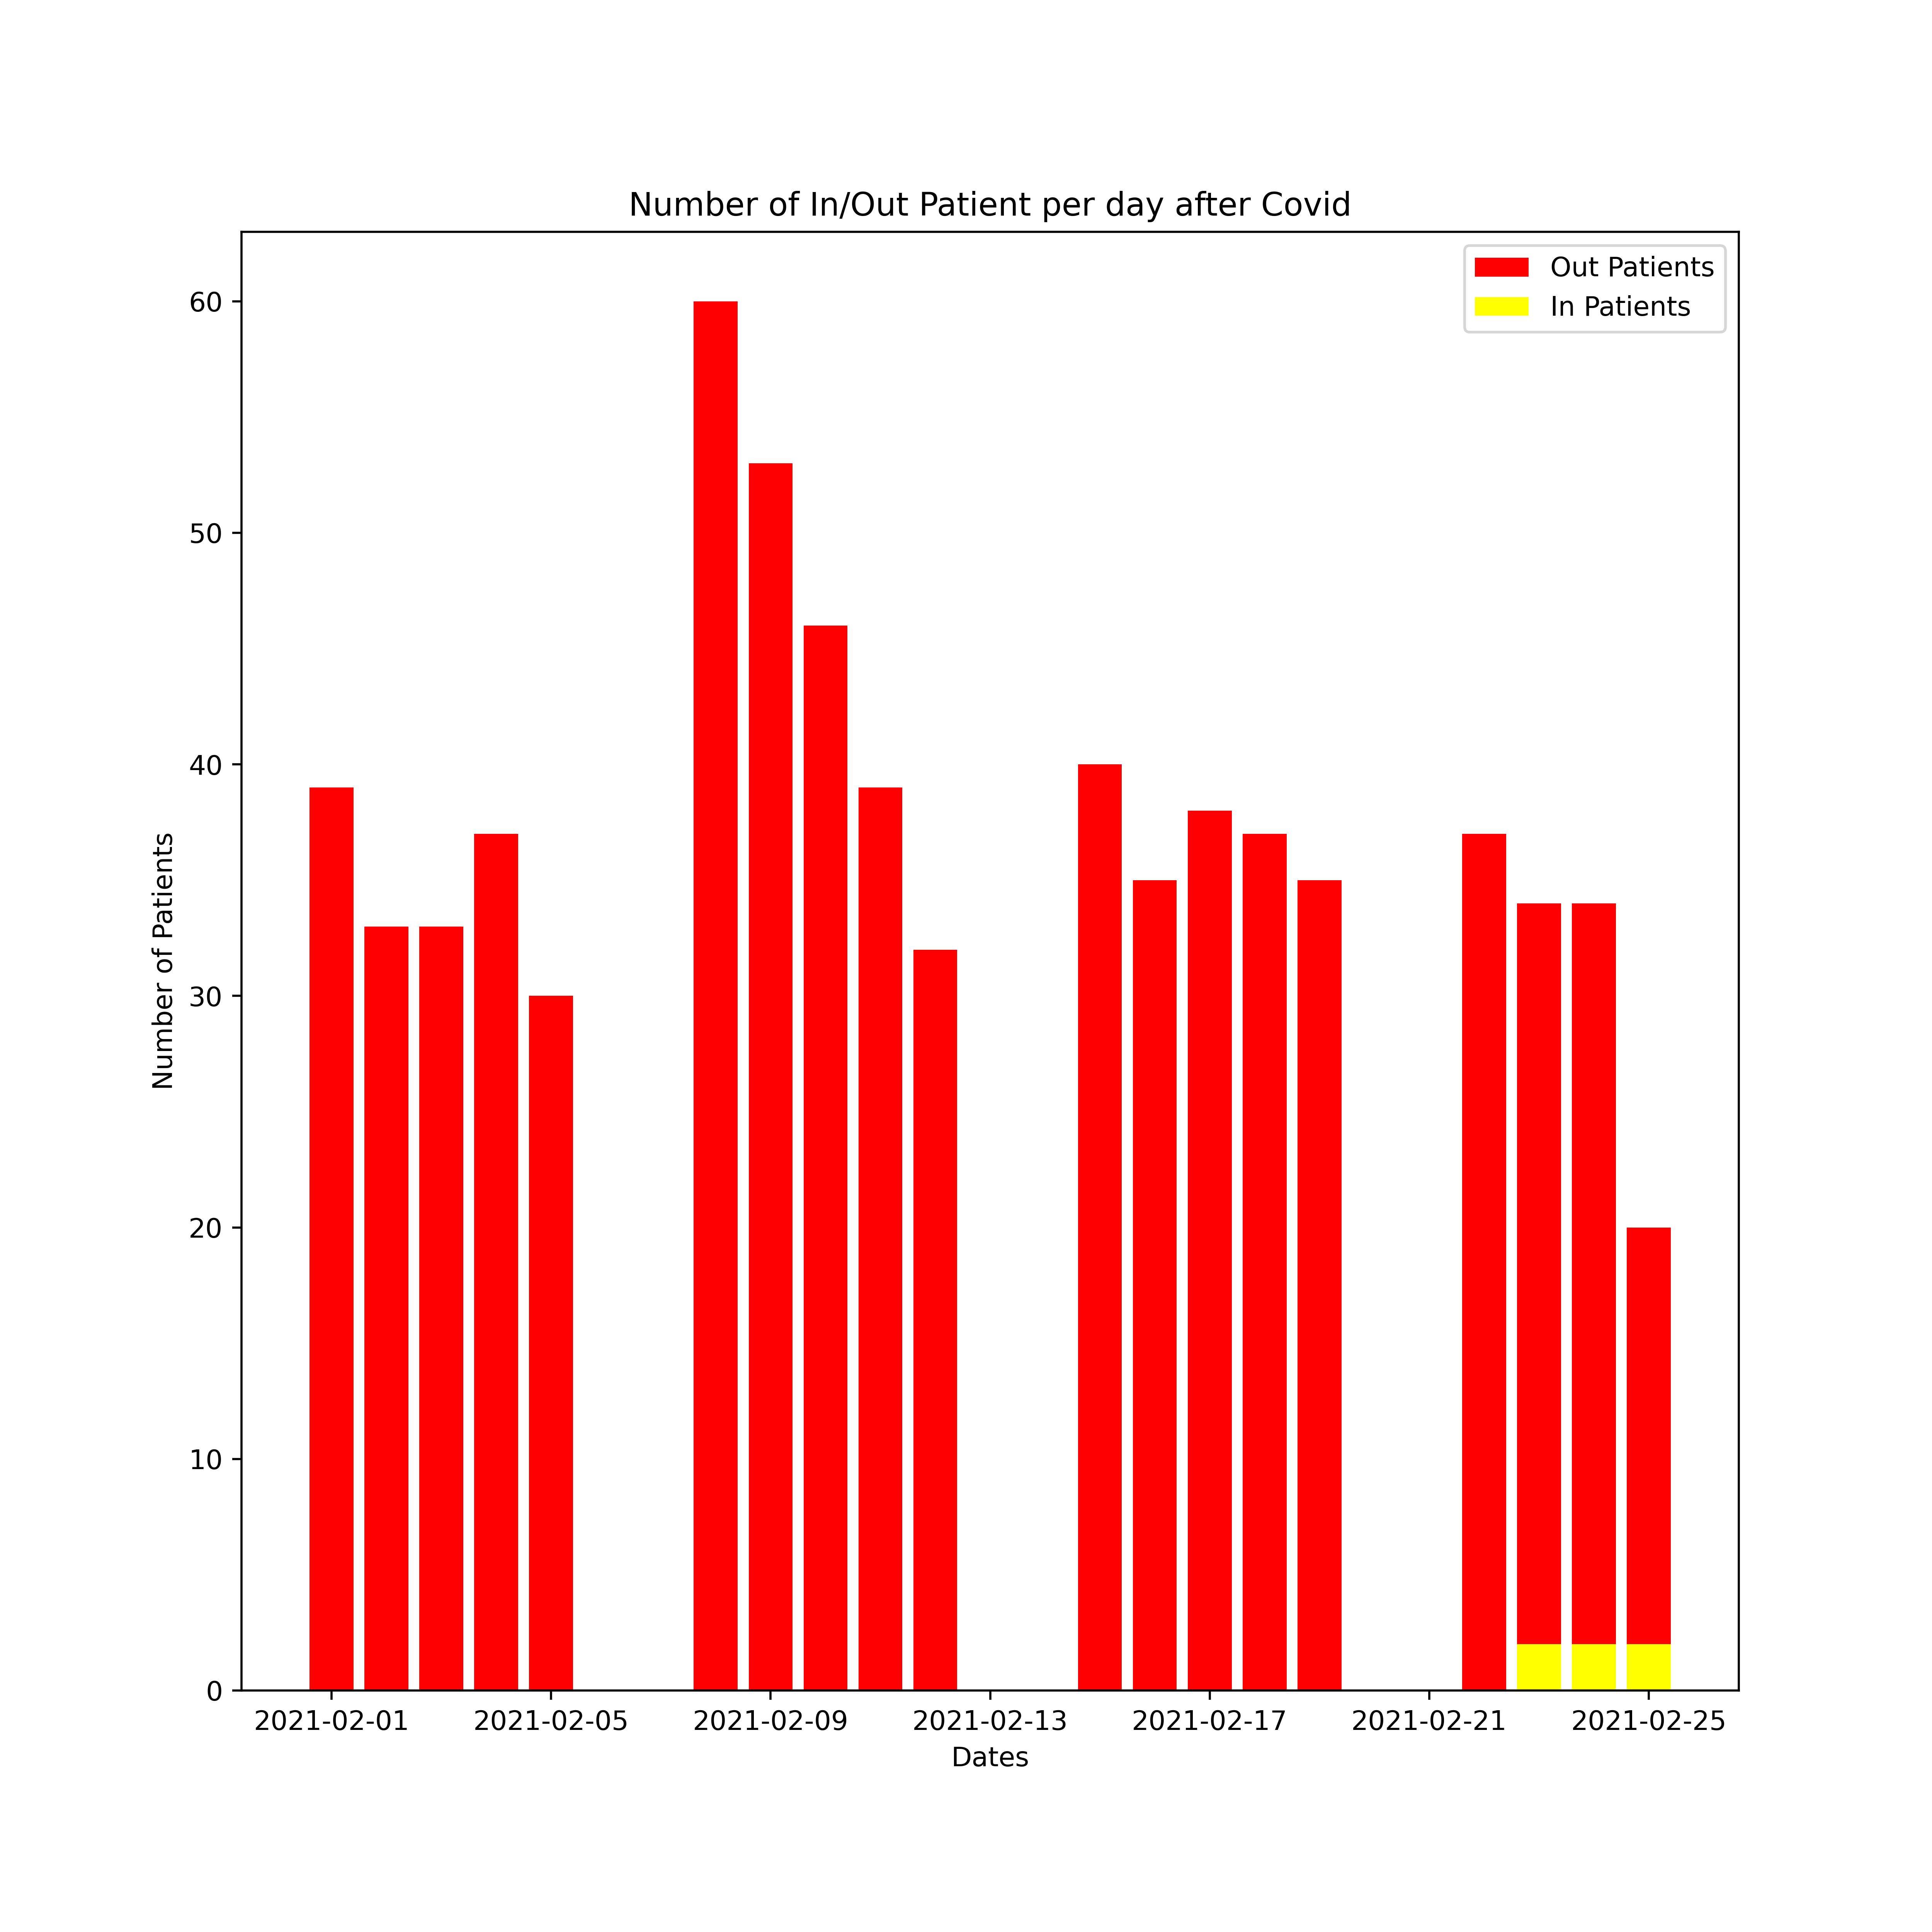 Number of In/Out Patient per day after Covid
Out Patients
In Patients
60
50
40
30
20
10
0
Number of Patients
2021-02-01 2021-02-05 2021-02-09 2021-02-13 2021-02-17 2021-02-21 2021-02-25
Dates